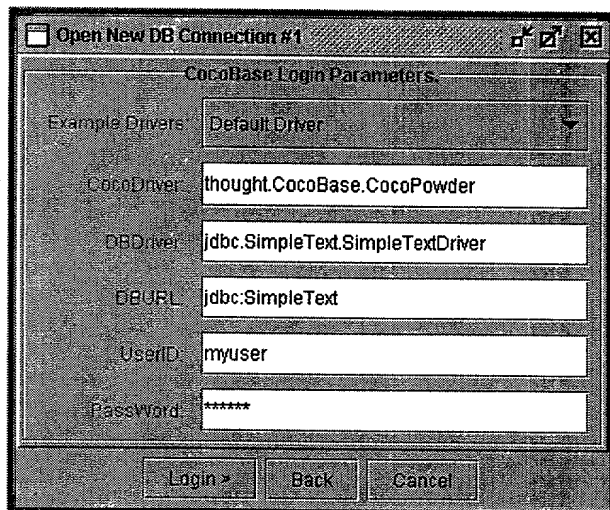 Open New DB Connection #1
CocoBase Login Parameters.
Example Drivers: Default Driver
CocoDriver: thought.CocoBase.CocoPowder
DBDriver: jdbc.SimpleText.SimpleTextDriver
DBURL: jdbc:SimpleText
UserID: myuser
PassWord: ******
Login > Back Cancel